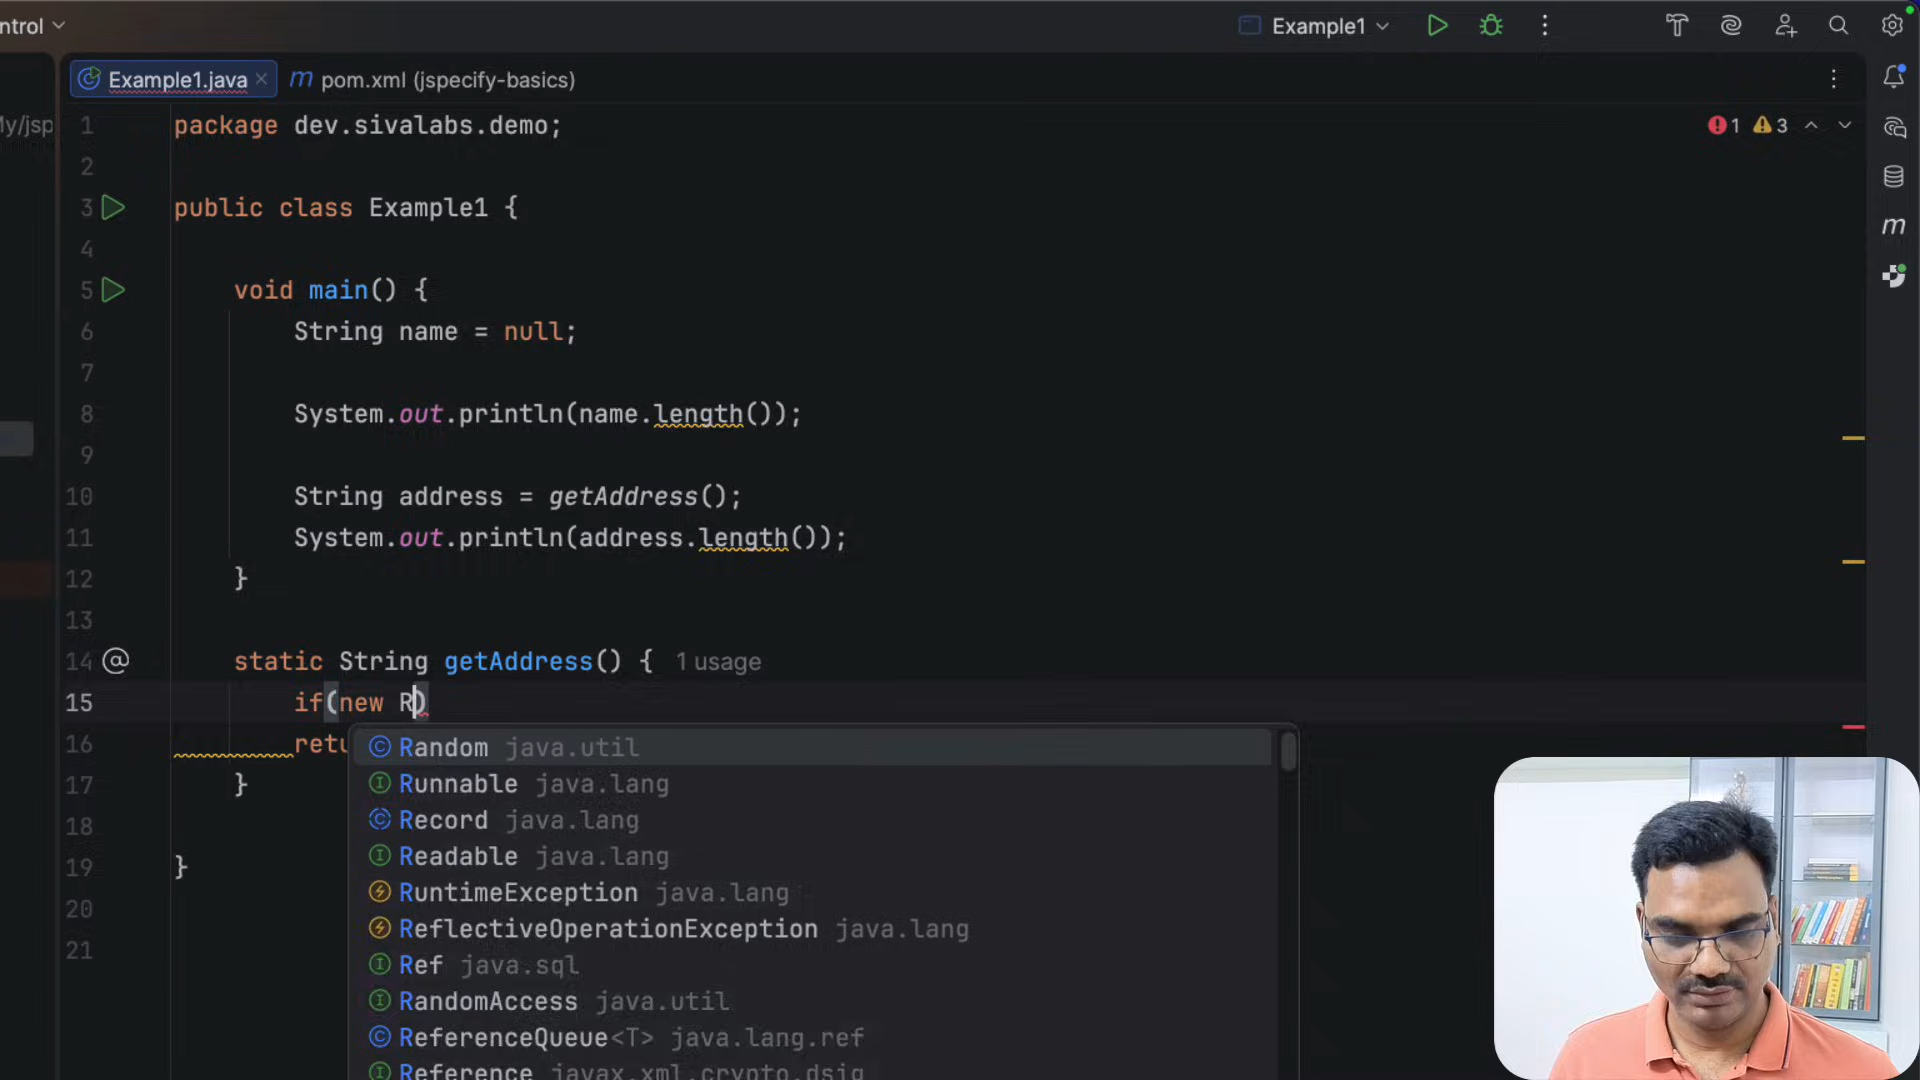 ntrol
Example1
Example1.java
m pom.xml (jspecify-basics)
My/jsp
1 package dev.sivalabs.demo;
1 3
2
3 public class Example1 {
4
5 void main() {
6 String name = null;
7
8 System.out.println(name.length());
9
10 String address = getAddress();
11 System.out.println(address.length());
12 }
13
14 @ static String getAddress() { 1 usage
15 if(new R)
16 retu
17 }
18
19 }
20
21
Random java.util
Runnable java.lang
Record java.lang
Readable java.lang
RuntimeException java.lang
ReflectiveOperationException java.lang
Ref java.sql
RandomAccess java.util
ReferenceQueue<T> java.lang.ref
Reference javax.xml.crypto.dsig
m